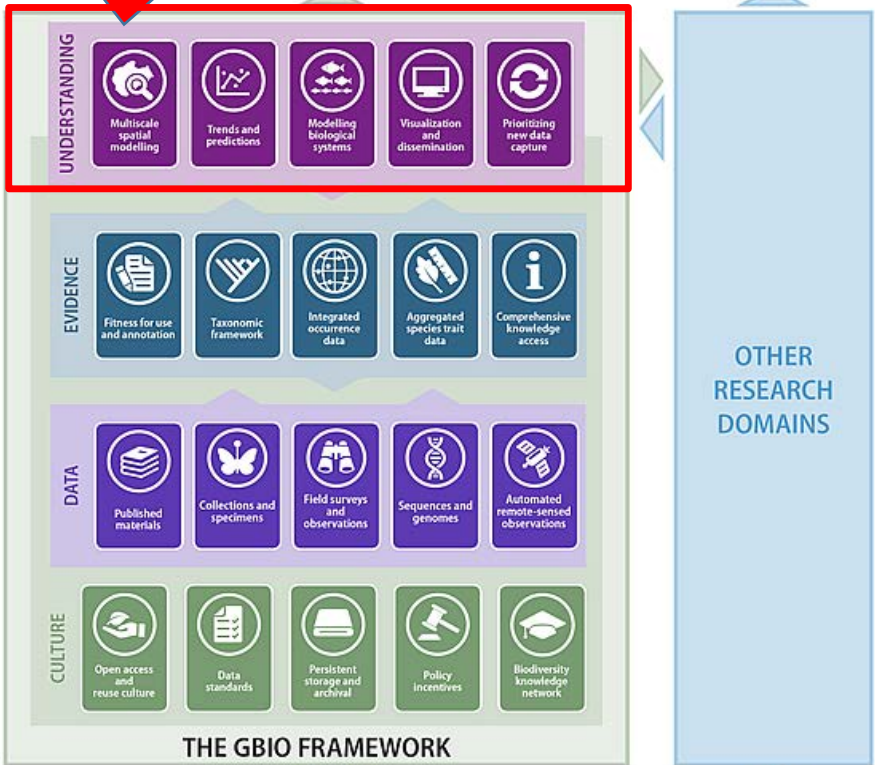 UNDERSTANDING
Multiscale
spatial
modelling
Trends and
predictions
Modelling
biological
systems
Visualization
and
dissemination
Prioritizing
new data
capture
EVIDENCE
Fitness for use
and annotation
Taxonomic
framework
Integrated
occurrence
data
Aggregated
species trait
data
Comprehensive
knowledge
access
DATA
Published
materials
Collections and
specimens
Field surveys
and
observations
Sequences and
genomes
Automated
remote-sensed
observations
CULTURE
Open access
and
reuse culture
Data
standards
Persistent
storage and
archival
Policy
incentives
Biodiversity
knowledge
network
THE GBIO FRAMEWORK
OTHER
RESEARCH
DOMAINS